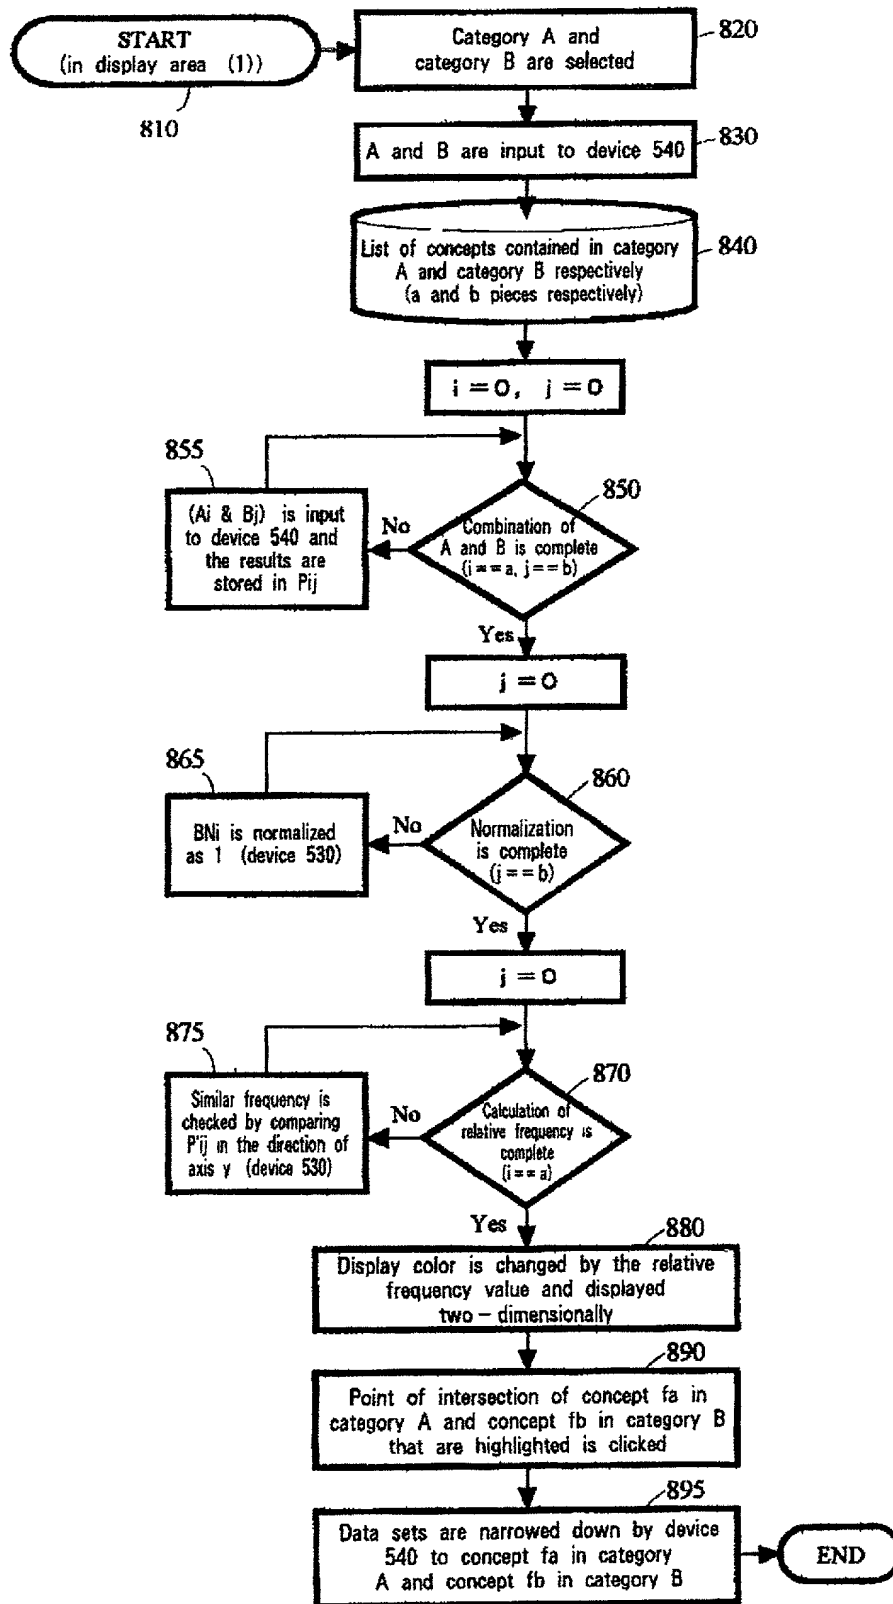 START
(in display area (1))
810
Category A and
category B are selected
820
A and B are input to device 540
830
List of concepts contained in category
A and category B respectively
(a and b pieces respectively)
840
i = 0, j = 0
855
(Ai & Bj) is input
to device 540 and
the results are
stored in Pij
No
850
Combination of
A and B is complete
(i == a, j == b)
Yes
j = 0
865
BNi is normalized
as 1 (device 530)
No
860
Normalization
is complete
(j == b)
Yes
j = 0
875
Similar frequency is
checked by comparing
P'ij in the direction of
axis y (device 530)
No
870
Calculation of
relative frequency is
complete
(i == a)
Yes
880
Display color is changed by the relative
frequency value and displayed
two - dimensionally
890
Point of intersection of concept fa in
category A and concept fb in category B
that are highlighted is clicked
895
Data sets are narrowed down by device
540 to concept fa in category
A and concept fb in category B
END